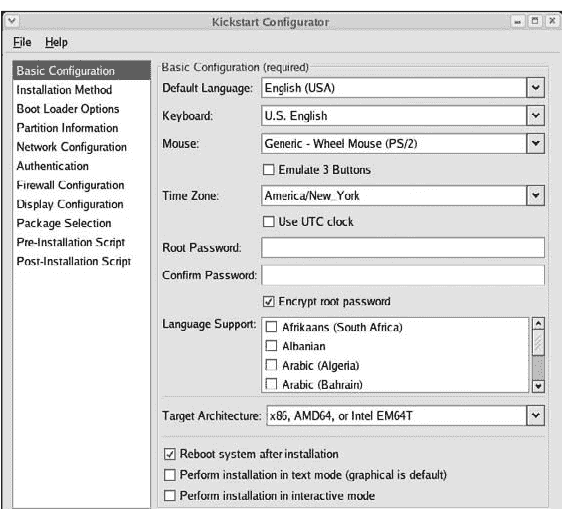 Kickstart Configurator
File Help
Basic Configuration
Installation Method
Boot Loader Options
Partition Information
Network Configuration
Authentication
Firewall Configuration
Display Configuration
Package Selection
Pre-Installation Script
Post-Installation Script
Basic Configuration (required)
Default Language: English (USA)
Keyboard: U.S. English
Mouse: Generic - Wheel Mouse (PS/2)
Emulate 3 Buttons
Time Zone: America/New_York
Use UTC clock
Root Password:
Confirm Password:
Encrypt root password
Language Support: Afrikaans (South Africa)
Albanian
Arabic (Algeria)
Arabic (Bahrain)
Target Architecture: x86, AMD64, or Intel EM64T
Reboot system after installation
Perform installation in text mode (graphical is default)
Perform installation in interactive mode